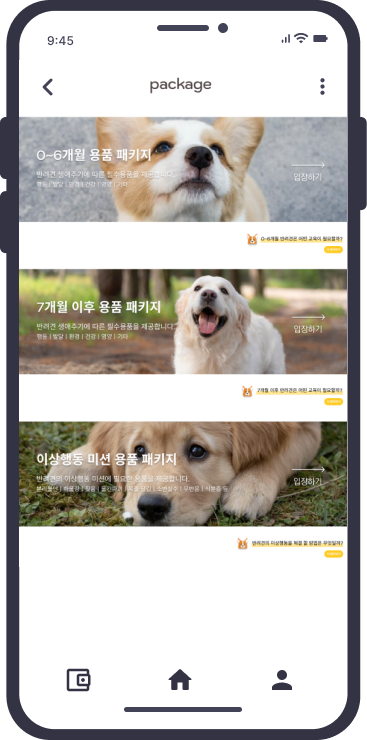 9:45
package
0~6개월 용품 패키지
반려견 생애주기에 따른 필수용품을 제공합니다.
행동 | 발달 | 환경 | 건강 | 영양 | 기타
입장하기
0~6개월 반려견은 어떤 교육이 필요할까?
7개월 이후 용품 패키지
반려견 생애주기에 따른 필수용품을 제공합니다.
행동 | 발달 | 환경 | 건강 | 영양 | 기타
입장하기
7개월 이후 반려견은 어떤 교육이 필요할까?
이상행동 미션 용품 패키지
반려견의 이상행동 미션에 필요한 용품을 제공합니다.
입장하기
반려견의 이상행동을 해결 할 방법은 무엇일까?